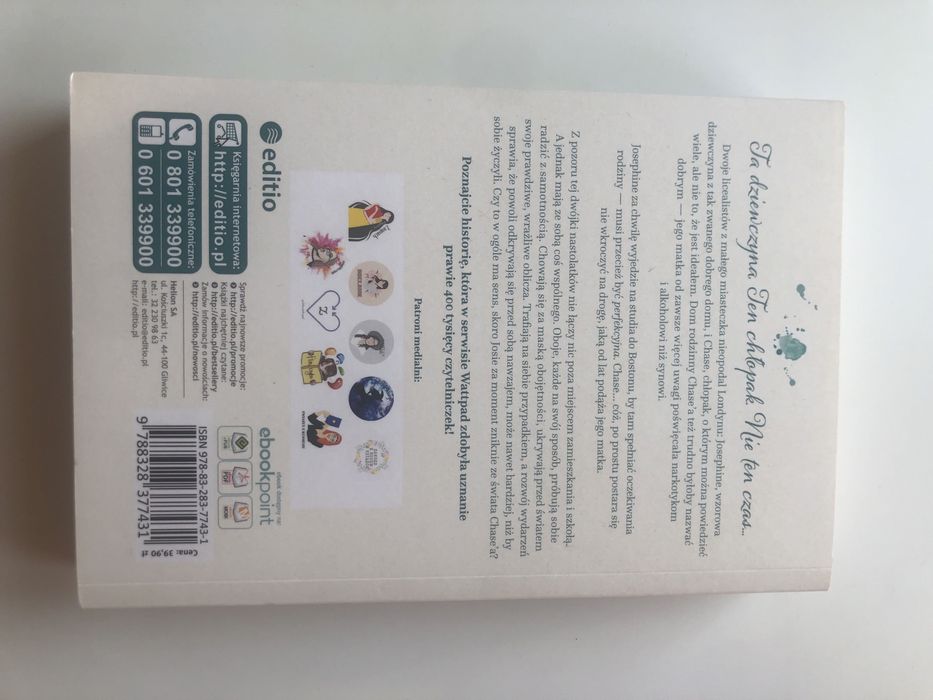 Ta dziewczyna Ten chłopak Nie ten czas..
Dwoje licealistów z małego miasteczka nieopodal Londynu: Josephine, wzorowa
dziewczyna z tak zwanego dobrego domu, i Chase, chłopak, o którym można powiedzieć
wiele, ale nie to, że jest ideałem. Dom rodzinny Chase'a też trudno byłoby nazwać
dobrym — jego matka od zawsze więcej uwagi poświęcała narkotykom
i alkoholowi niż synowi.
Josephine za chwilę wyjedzie na studia do Bostonu, by tam spełniać oczekiwania
rodziny — musi przecież być perfekcyjna. Chase... cóż, po prostu postara się
nie wkroczyć na drogę, jaką od lat podąża jego matka.
Z pozoru tej dwójki nastolatków nie łączy nic poza miejscem zamieszkania i szkołą.
A jednak mają ze sobą coś wspólnego. Oboje, każde na swój sposób, próbują sobie
radzić z samotnością. Chowają się za maską obojętności, ukrywają przed światem
swoje prawdziwe, wrażliwe oblicza. Trafiają na siebie przypadkiem, a rozwój wydarzeń
sprawia, że powoli odkrywają się przed sobą nawzajem, może nawet bardziej, niż by
sobie życzyli. Czy to w ogóle ma sens, skoro Josie za moment zniknie ze świata Chase'a?
Poznajcie historię, która w serwisie Wattpad zdobyła uznanie
prawie 400 tysięcy czytelniczek!
Patroni medialni:
editio
Księgarnia internetowa:
http://editio.pl
Zamówienia telefoniczne:
0 801 339900
0 601 339900
Sprawdź najnowsze promocje:
http://editio.pl/promocje
Książki najchętniej czytane:
http://editio.pl/bestsellery
Zamów informacje o nowościach:
http://editio.pl/nowosci
Helion SA
ul. Kościuszki 1c, 44-100 Gliwice
tel.: 32 230 98 63
e-mail: editio@editio.pl
http://editio.pl
ebook dostępny na:
ebookpoint
PDF
MOBI
ISBN 978-83-283-7743-1
9 788328 377431
Cena: 39,90 zł